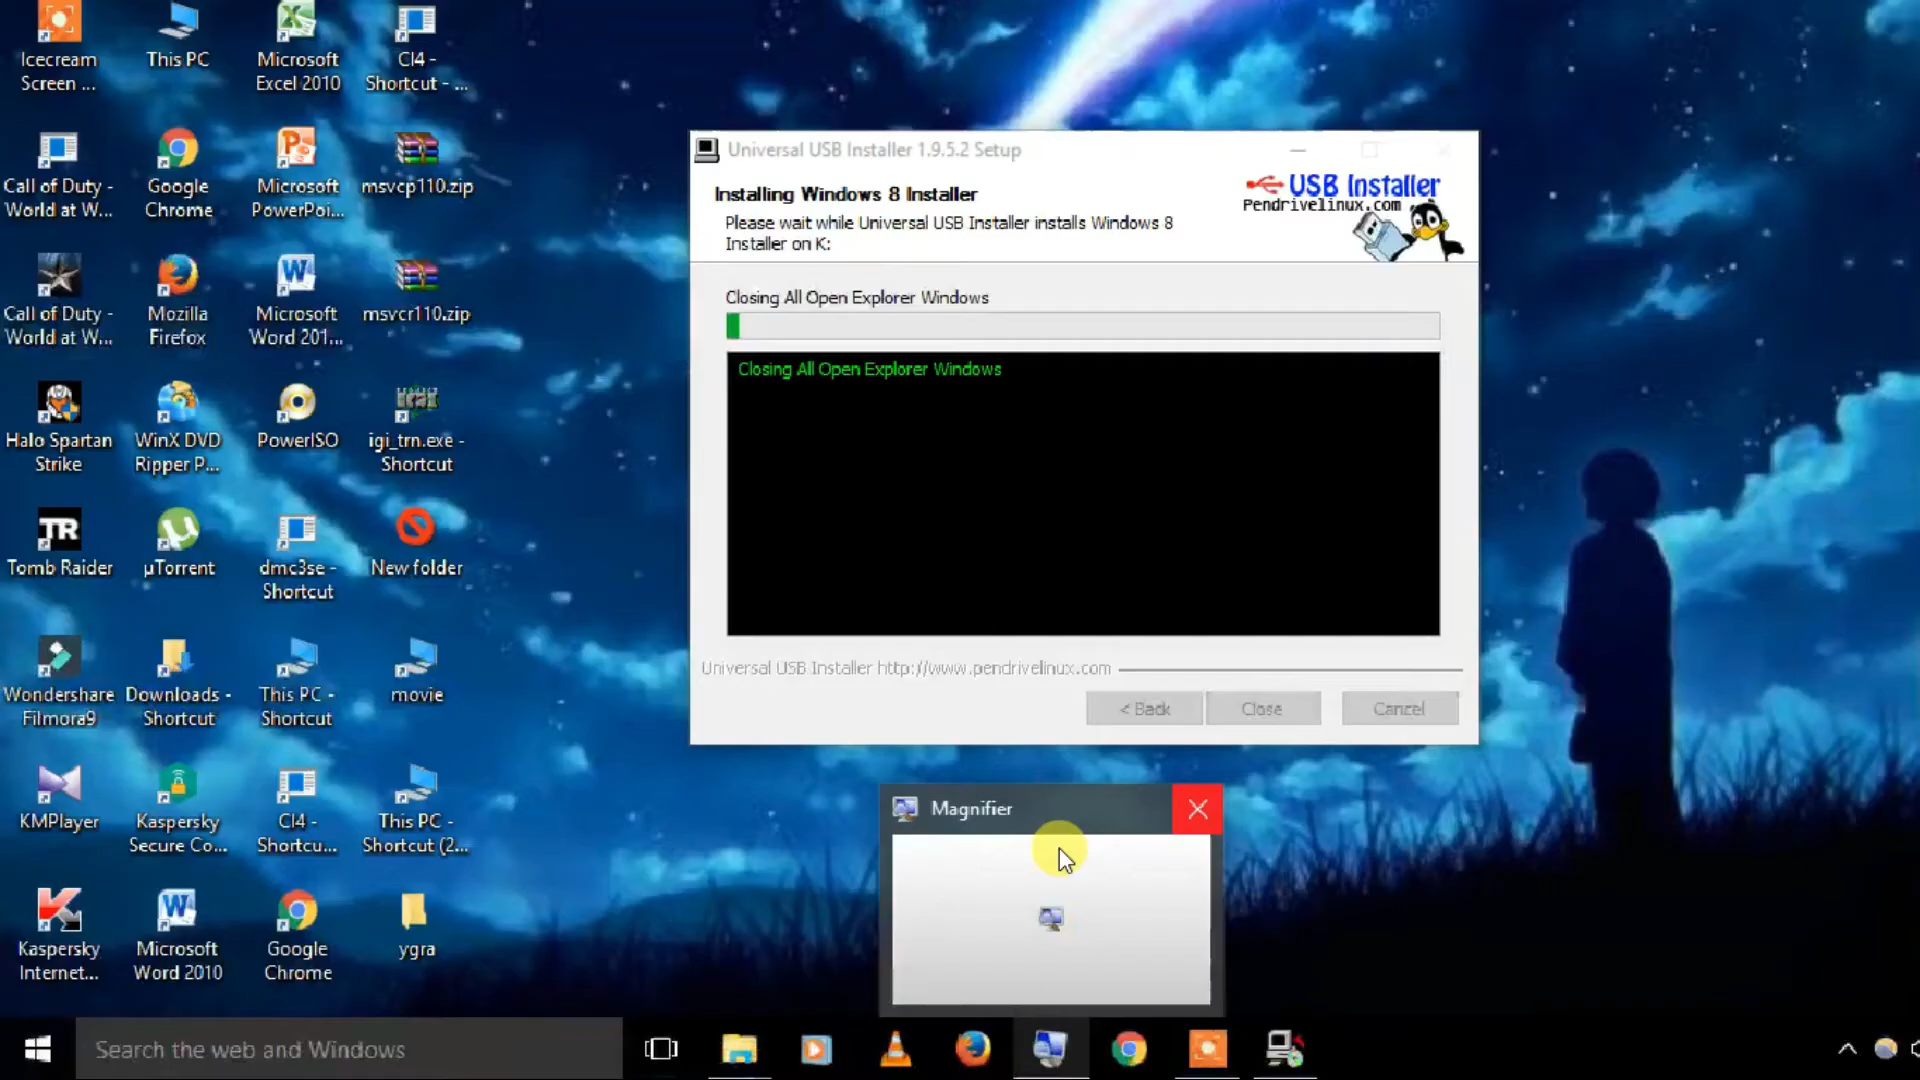 Icecream
Screen ...
This PC
Microsoft
Excel 2010
CI4 -
Shortcut - ...
Call of Duty -
World at W...
Google
Chrome
Microsoft
PowerPoi...
msvcp110.zip
Call of Duty -
World at W...
Mozilla
Firefox
Microsoft
Word 201...
msvcr110.zip
Halo Spartan
Strike
WinX DVD
Ripper P...
PowerISO
igi_trn.exe -
Shortcut
TR
Tomb Raider
µTorrent
dmc3se -
Shortcut
New folder
Wondershare
Filmora9
Downloads -
Shortcut
This PC -
Shortcut
movie
KMPlayer
Kaspersky
Secure Co...
CI4 -
Shortcu...
This PC -
Shortcut (2...
Kaspersky
Internet...
Microsoft
Word 2010
Google
Chrome
ygra
Universal USB Installer 1.9.5.2 Setup
Installing Windows 8 Installer
Please wait while Universal USB Installer installs Windows 8
Installer on K:
USB Installer
Pendrivelinux.com
Closing All Open Explorer Windows
Closing All Open Explorer Windows
Universal USB Installer http://www.pendrivelinux.com
< Back
Close
Cancel
Magnifier
Search the web and Windows